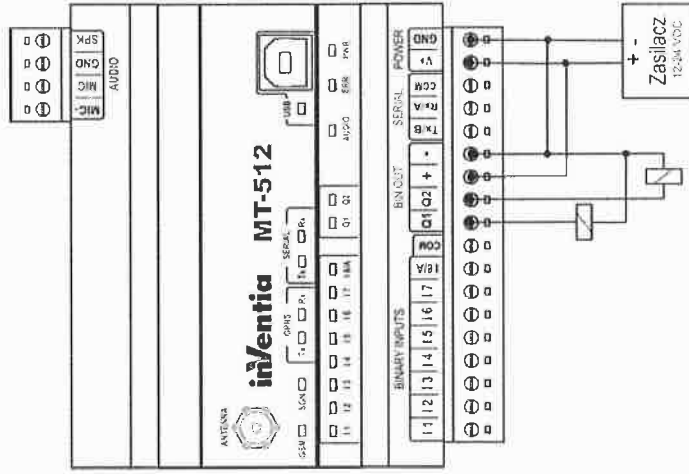 SPK
GND
MIC
MIC-
AUDIO
inVentia MT-512
ANTENNA
GSM
SGN
GPRS
Tx
Rx
SERIAL
Tx
Rx
USB
AUDIO
ERR
PWR
I1 I2 I3 I4 I5 I6 I7 I8/A
Q1 Q2
BINARY INPUTS
BIN OUT
SERIAL
POWER
I1 I2 I3 I4 I5 I6 I7 I8/A COM
Q1 Q2 + -
Tx/B Rx/A COM
V+ GND
+ -
Zasilacz
12-24 VDC